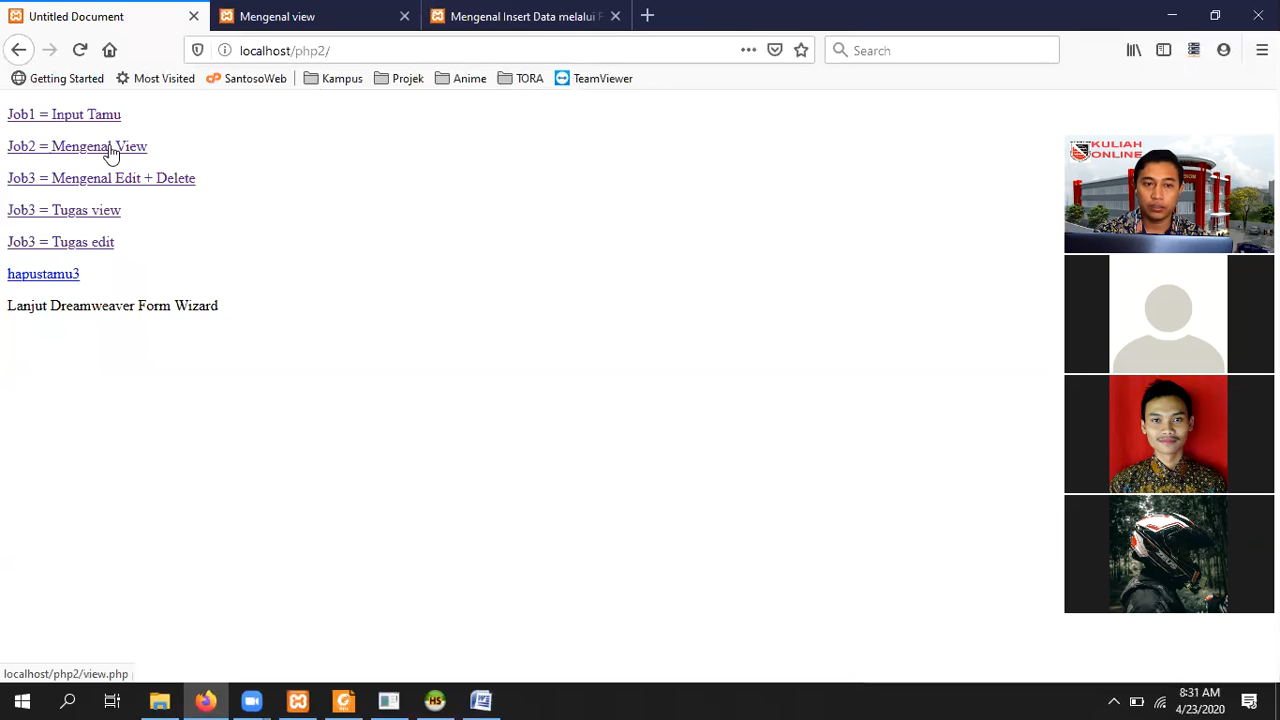 Untitled Document
Mengenal view
Mengenal Insert Data melalui F
localhost/php2/
Search
Getting Started
Most Visited
SantosoWeb
Kampus
Projek
Anime
TORA
TeamViewer
Job1 = Input Tamu
Job2 = Mengenal View
Job3 = Mengenal Edit + Delete
Job3 = Tugas view
Job3 = Tugas edit
hapustamu3
Lanjut Dreamweaver Form Wizard
KULIAH
ONLINE
localhost/php2/view.php
HS
8:31 AM
4/23/2020